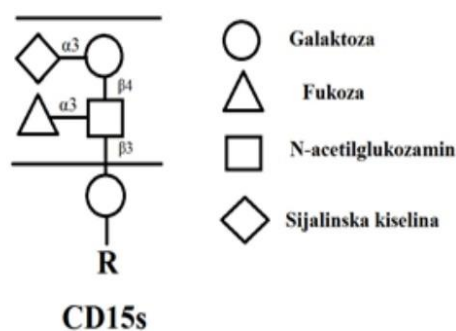 α3
β4
α3
β3
R
CD15s
Galaktoza
Fukoza
N-acetilglukozamin
Sijalinska kiselina